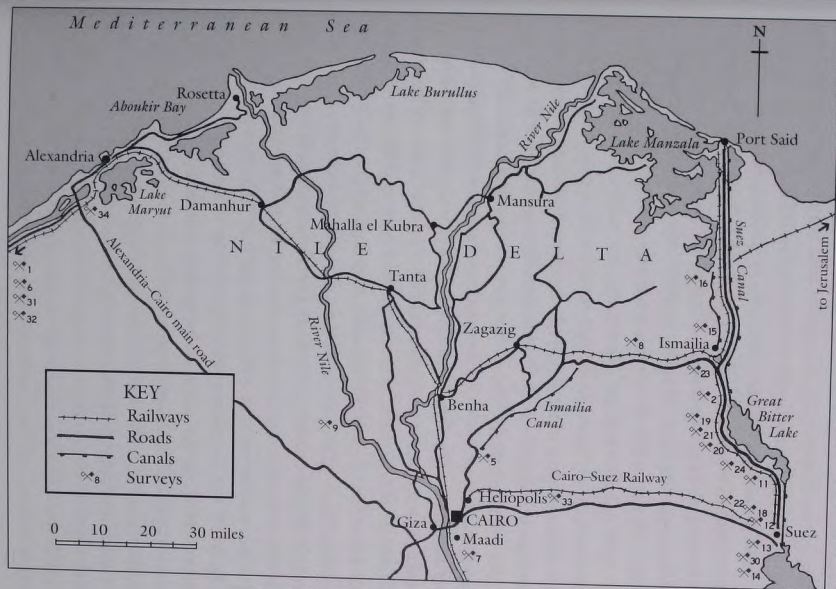 Mediterranean Sea
N
Rosetta
Aboukir Bay
Lake Burullus
River Nile
Lake Manzala
Port Said
Alexandria
Lake
Maryut
34
Damanhur
Mansura
Mahalla el Kubra
NILE DELTA
Suez
Canal
to Jerusalem
1
6
31
32
Alexandria–Cairo main road
Tanta
16
River Nile
Zagazig
8
15
Ismailia
23
KEY
Railways
Roads
Canals
8 Surveys
Benha
Ismailia
Canal
2
Great
Bitter
Lake
9
19
21
20
5
24
11
Cairo–Suez Railway
Heliopolis
33
22
18
12
Giza
CAIRO
Suez
Maadi
7
13
30
14
0 10 20 30 miles